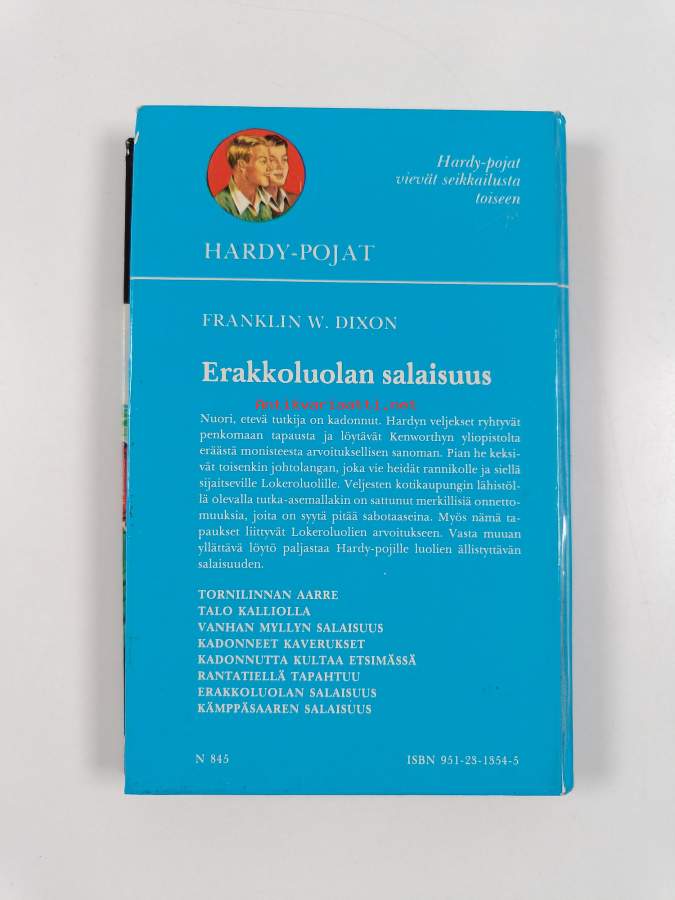 Hardy-pojat
vievät seikkailusta
toiseen
HARDY-POJAT
FRANKLIN W. DIXON
Erakkoluolan salaisuus
Antikvariaatti.net
Nuori, etevä tutkija on kadonnut. Hardyn veljekset ryhtyvät
penkomaan tapausta ja löytävät Kenworthyn yliopistolta
eräästä monisteesta arvoituksellisen sanoman. Pian he keksi-
vät toisenkin johtolangan, joka vie heidät rannikolle ja siellä
sijaitseville Lokeroluolille. Veljesten kotikaupungin lähistöl-
lä olevalla tutka-asemallakin on sattunut merkillisiä onnetto-
muuksia, joita on syytä pitää sabotaaseina. Myös nämä ta-
paukset liittyvät Lokeroluolien arvoitukseen. Vasta muuan
yllättävä löytö paljastaa Hardy-pojille luolien ällistyttävän
salaisuuden.
TORNILINNAN AARRE
TALO KALLIOLLA
VANHAN MYLLYN SALAISUUS
KADONNEET KAVERUKSET
KADONNUTTA KULTAA ETSIMÄSSÄ
RANTATIELLÄ TAPAHTUU
ERAKKOLUOLAN SALAISUUS
KÄMPPÄSAAREN SALAISUUS
N 845
ISBN 951-23-1354-5